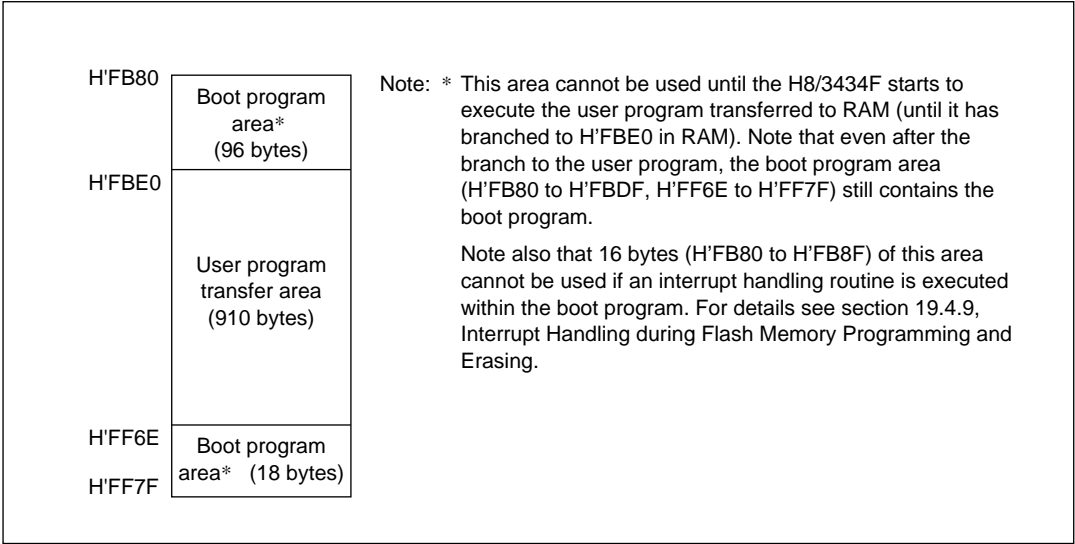 H'FB80
Boot program
area*
(96 bytes)
H'FBE0
User program
transfer area
(910 bytes)
H'FF6E
Boot program
area* (18 bytes)
H'FF7F
Note: * This area cannot be used until the H8/3434F starts to
execute the user program transferred to RAM (until it has
branched to H'FBE0 in RAM). Note that even after the
branch to the user program, the boot program area
(H'FB80 to H'FBDF, H'FF6E to H'FF7F) still contains the
boot program.
Note also that 16 bytes (H'FB80 to H'FB8F) of this area
cannot be used if an interrupt handling routine is executed
within the boot program. For details see section 19.4.9,
Interrupt Handling during Flash Memory Programming and
Erasing.